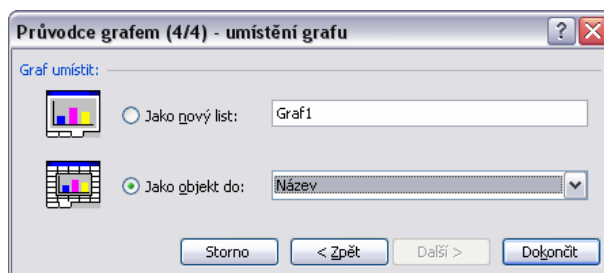 Průvodce grafem (4/4) - umístění grafu
Graf umístit:
Jako nový list: Graf1
Jako objekt do: Název
Storno < Zpět Další > Dokončit